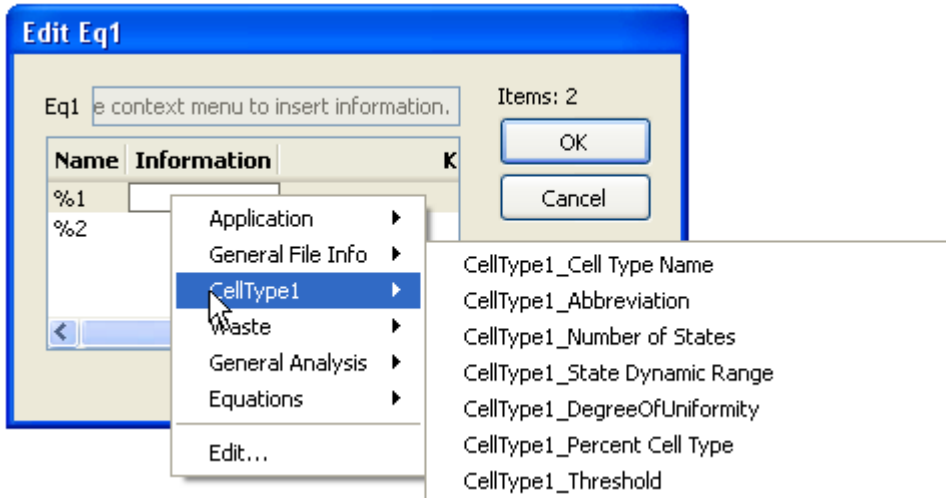 Edit Eq1
Eq1 e context menu to insert information. Items: 2
OK
Name Information K
%1
Cancel
%2
Application
General File Info
CellType1
Waste
General Analysis
Equations
Edit...
CellType1_Cell Type Name
CellType1_Abbreviation
CellType1_Number of States
CellType1_State Dynamic Range
CellType1_DegreeOfUniformity
CellType1_Percent Cell Type
CellType1_Threshold